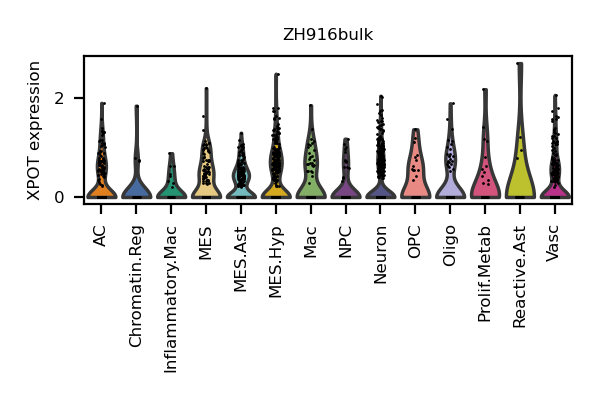 ZH916bulk
XPOT expression
2
0
AC
Chromatin.Reg
Inflammatory.Mac
MES
MES.Ast
MES.Hyp
Mac
NPC
Neuron
OPC
Oligo
Prolif.Metab
Reactive.Ast
Vasc